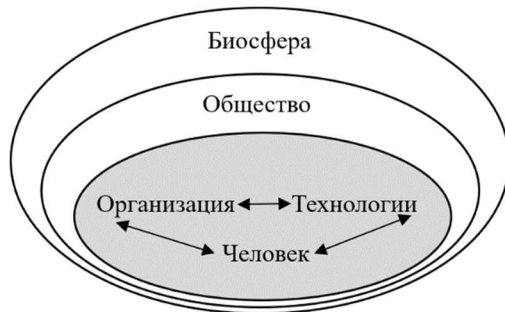 Биосфера
Общество
Организация Технологии
Человек